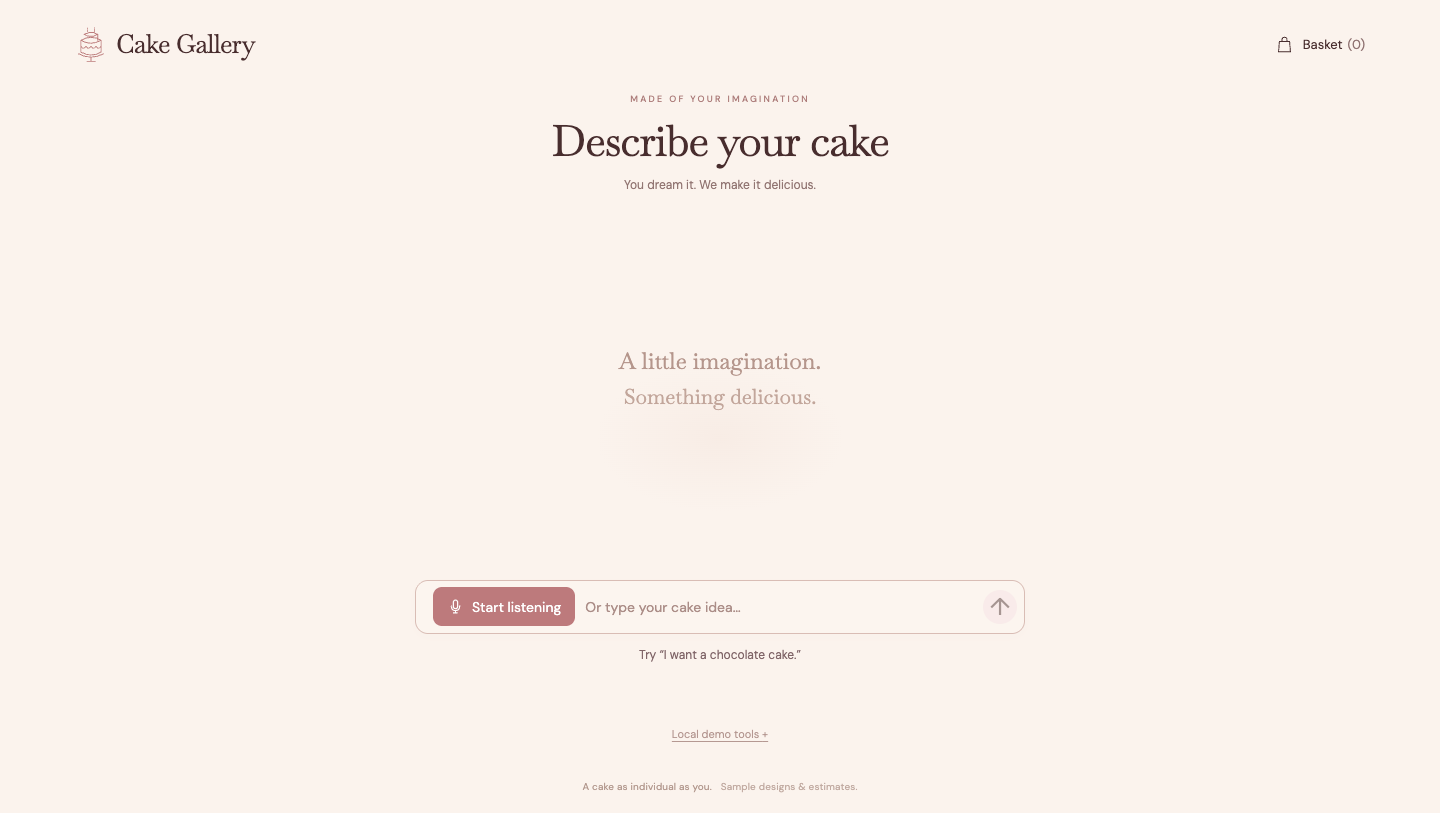 Cake Gallery
Basket (0)
MADE OF YOUR IMAGINATION
Describe your cake
You dream it. We make it delicious.
A little imagination.
Something delicious.
Start listening
Or type your cake idea…
Try “I want a chocolate cake.”
Local demo tools +
A cake as individual as you. Sample designs & estimates.